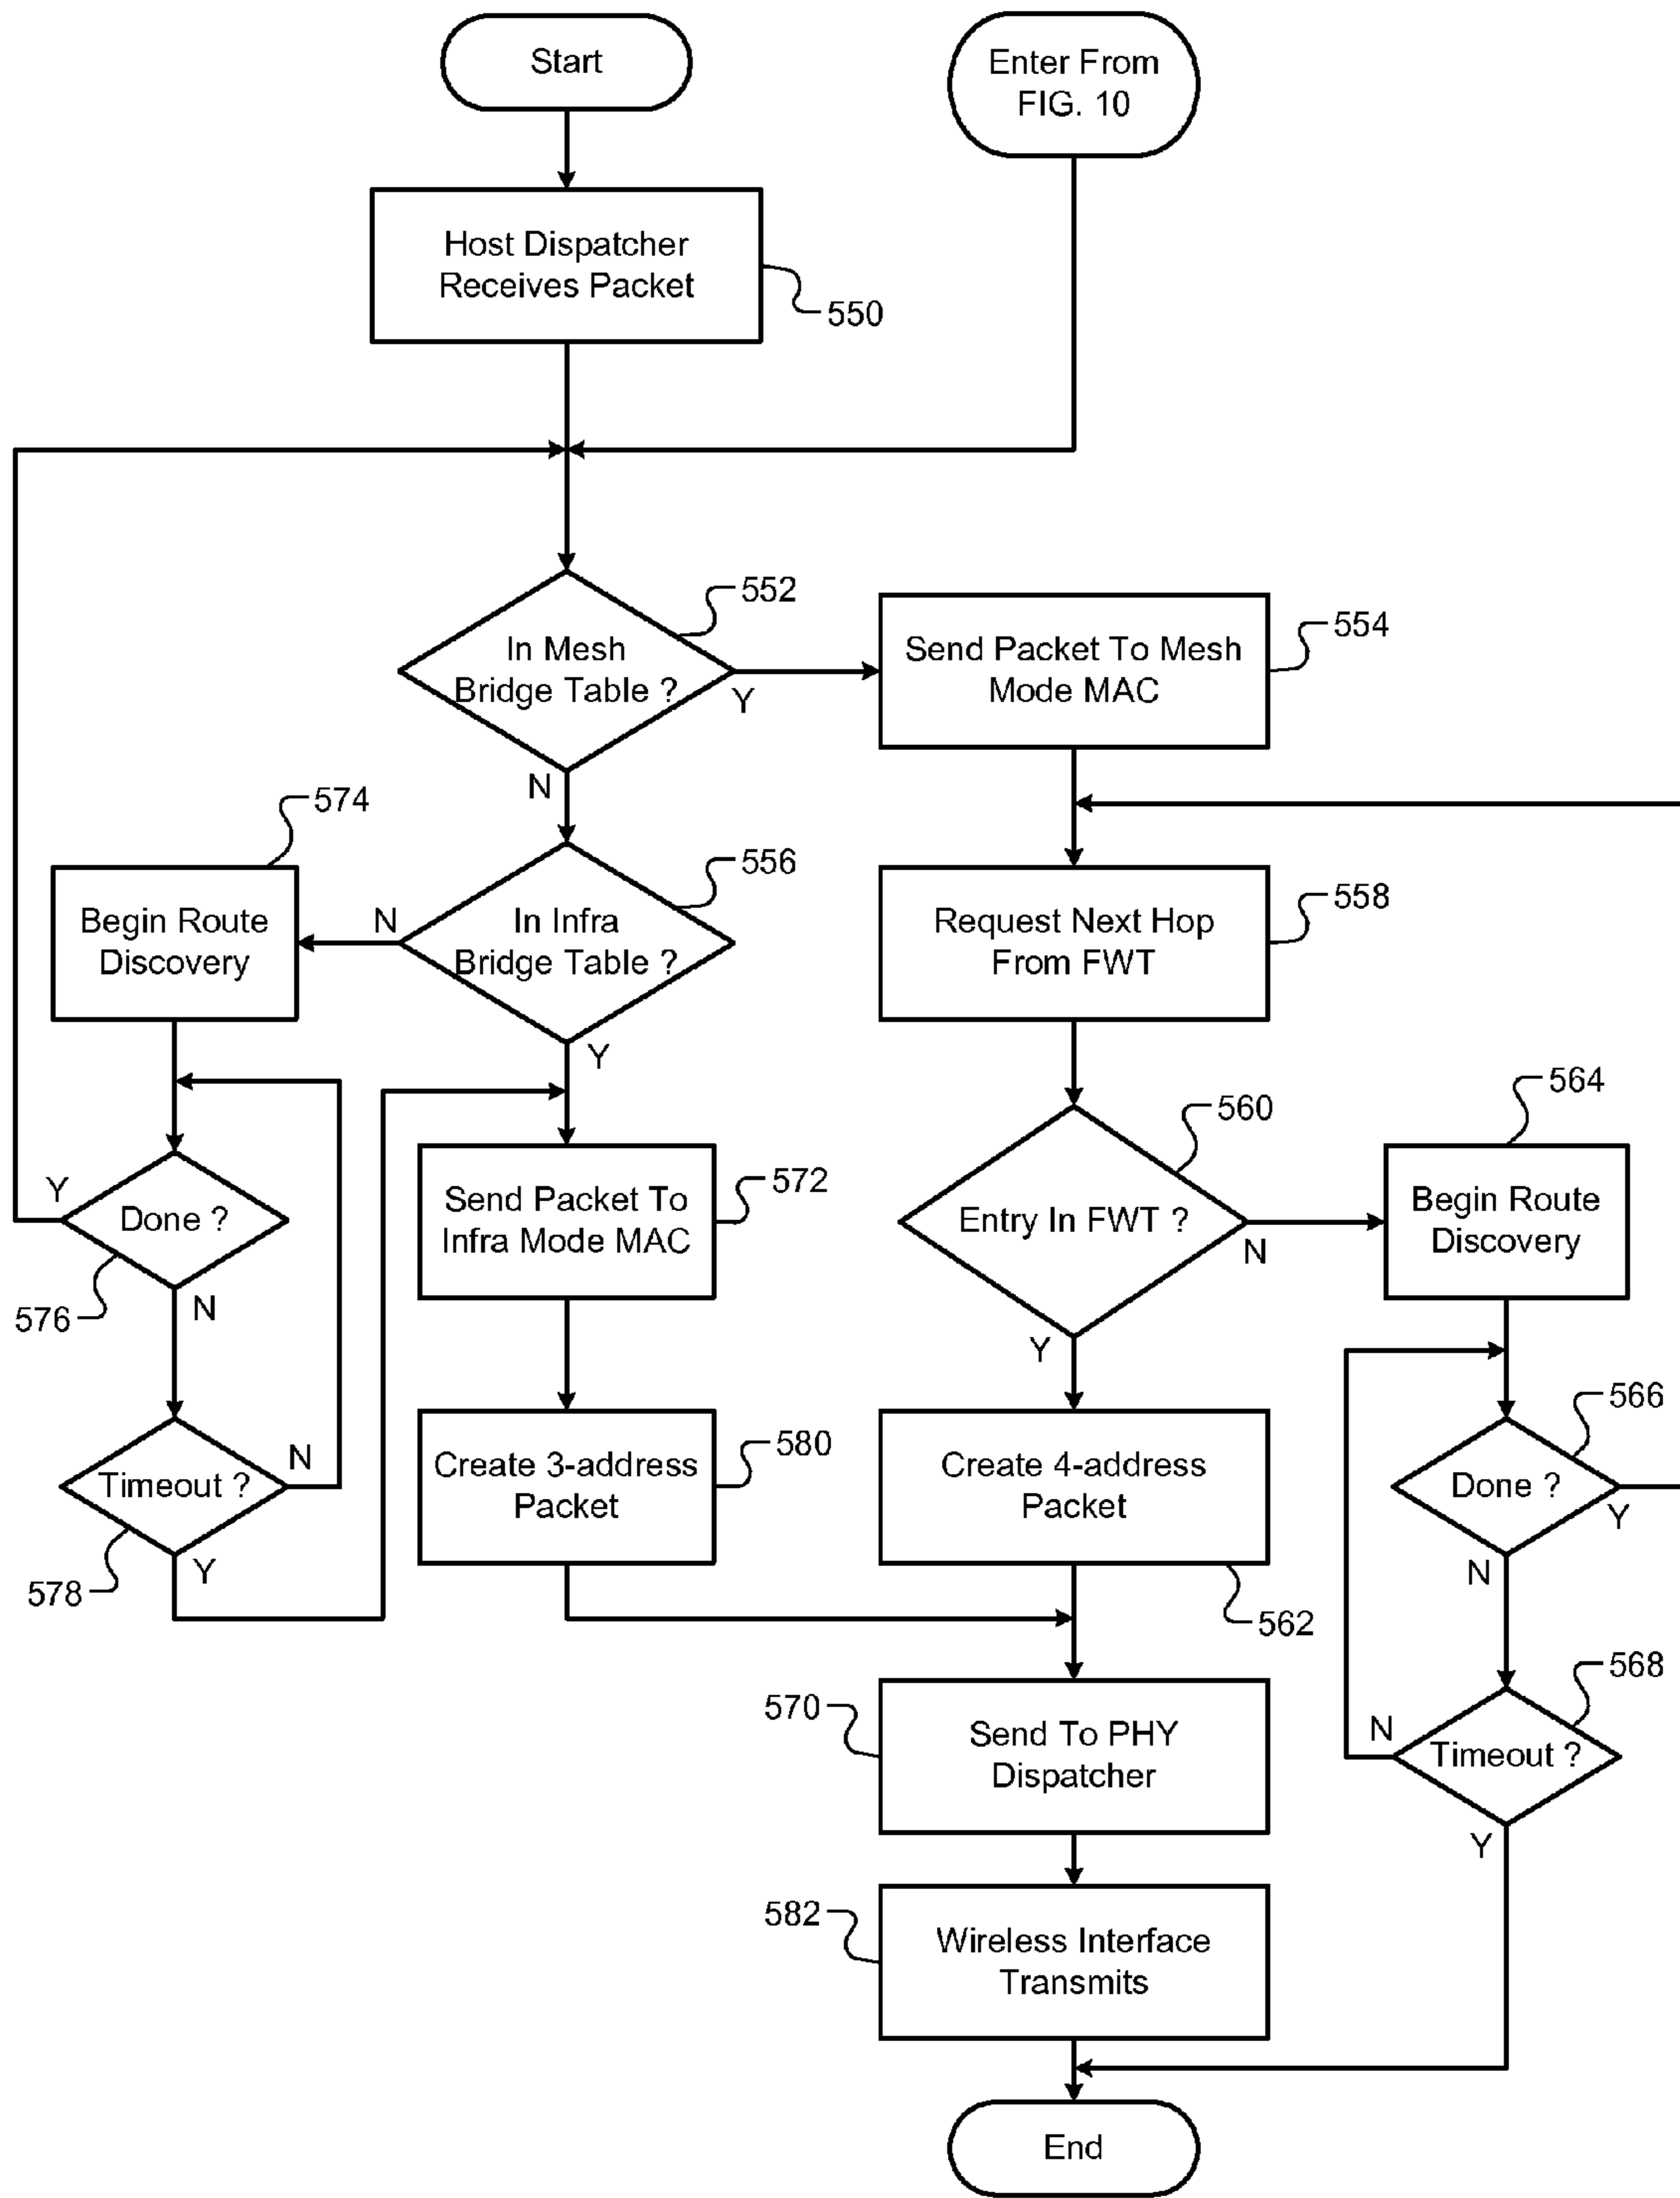 Start
Enter From
FIG. 10
Host Dispatcher
Receives Packet
550
552
In Mesh
Bridge Table ?
Y
N
554
Send Packet To Mesh
Mode MAC
574
Begin Route
Discovery
556
In Infra
Bridge Table ?
N
Y
558
Request Next Hop
From FWT
560
Entry In FWT ?
N
Y
564
Begin Route
Discovery
Y
Done ?
576
N
572
Send Packet To
Infra Mode MAC
Timeout ?
N
578
Y
580
Create 3-address
Packet
Create 4-address
Packet
562
566
Done ?
Y
N
568
Timeout ?
N
Y
570
Send To PHY
Dispatcher
582
Wireless Interface
Transmits
End